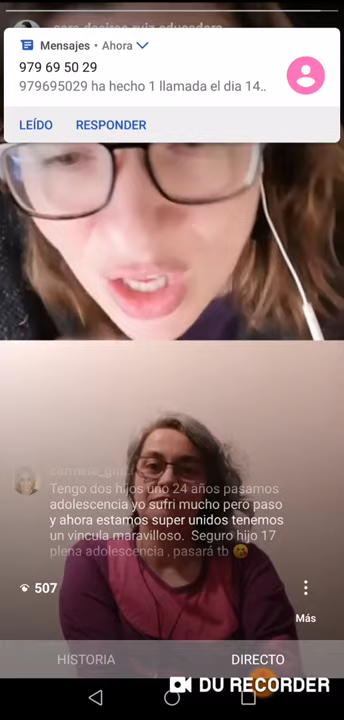 Mensajes • Ahora
979 69 50 29
979695029 ha hecho 1 llamada el dia 14..
LEÍDO RESPONDER
Tengo dos hijos uno 24 años pasamos
adolescencia yo sufri mucho pero paso
y ahora estamos super unidos tenemos
un vincula maravilloso. Seguro hijo 17
plena adolescencia , pasará tb 😢
507
Más
HISTORIA DIRECTO
DU RECORDER